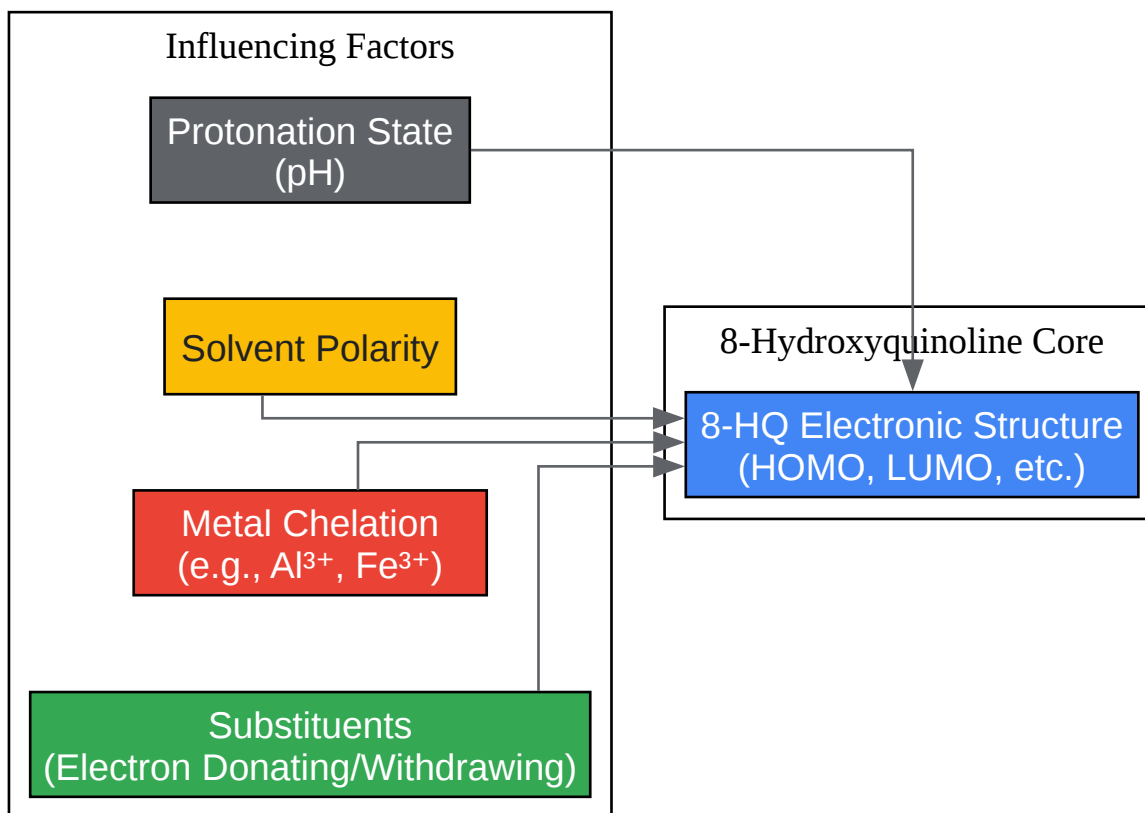 Influencing Factors
Protonation State
(pH)
Solvent Polarity
Metal Chelation
(e.g., Al³⁺, Fe³⁺)
Substituents
(Electron Donating/Withdrawing)
8-Hydroxyquinoline Core
8-HQ Electronic Structure
(HOMO, LUMO, etc.)